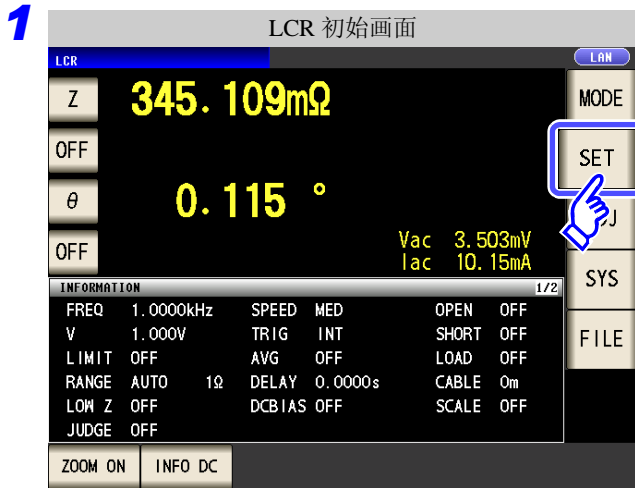 1
LCR 初始画面
LCR
LAN
Z 345.109mΩ MODE
OFF SET
θ 0.115 °
OFF Vac 3.503mV
Iac 10.15mA
SYS
INFORMATION 1/2
FILE
FREQ 1.0000kHz SPEED MED OPEN OFF
V 1.000V TRIG INT SHORT OFF
LIMIT OFF AVG OFF LOAD OFF
RANGE AUTO 1Ω DELAY 0.0000s CABLE 0m
LOW Z OFF DCBIAS OFF SCALE OFF
JUDGE OFF
ZOOM ON INFO DC